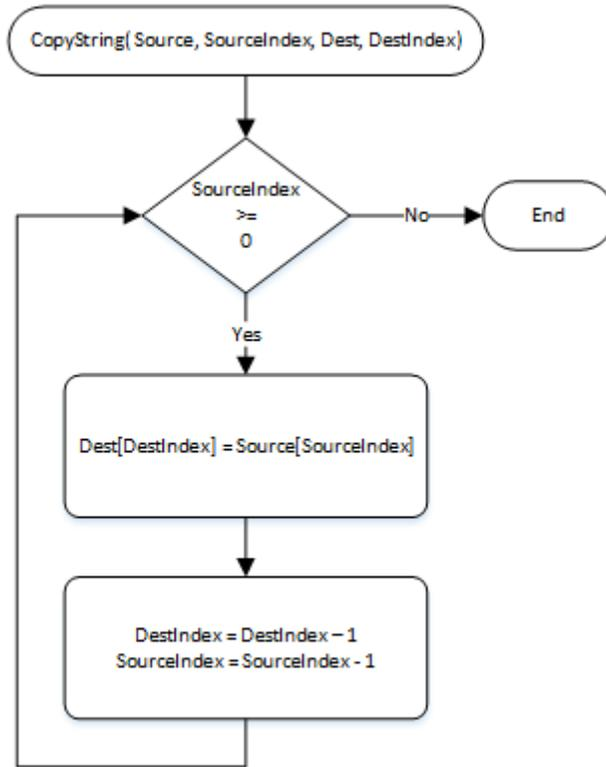 CopyString( Source, SourceIndex, Dest, DestIndex)
SourceIndex
>=
0
No
End
Yes
Dest[DestIndex] = Source[SourceIndex]
DestIndex = DestIndex – 1
SourceIndex = SourceIndex - 1